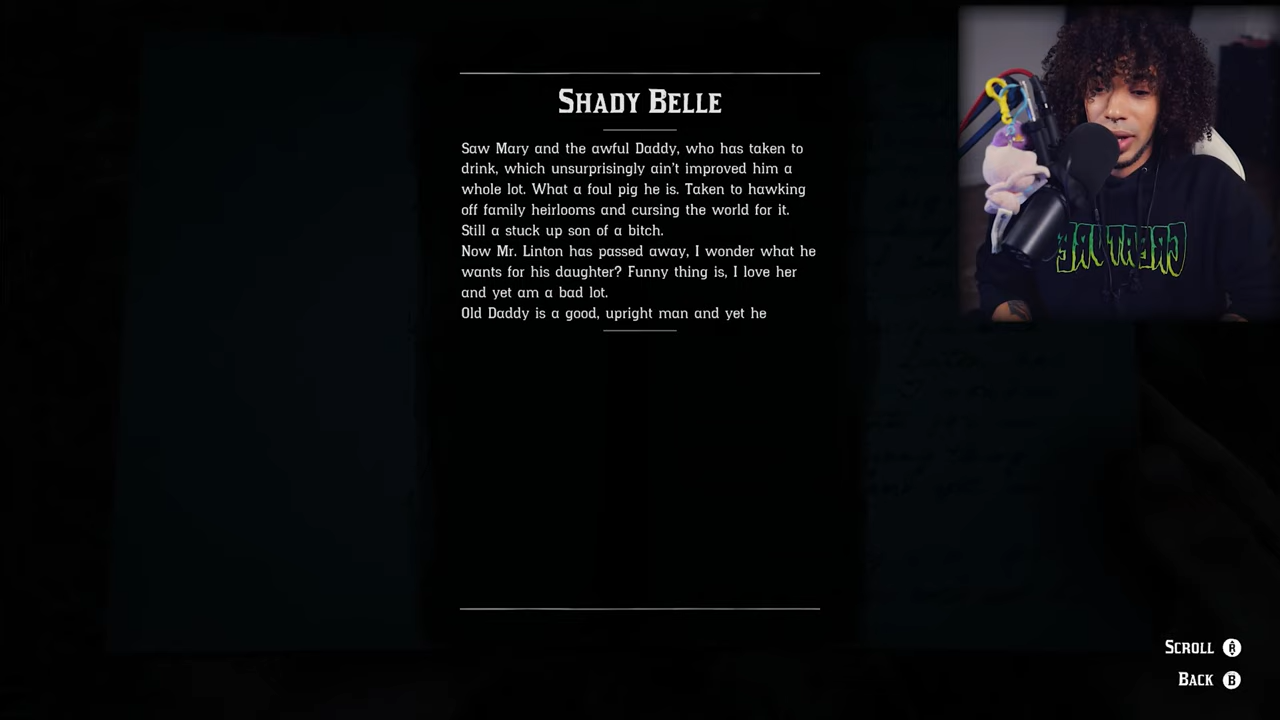 SHADY BELLE
Saw Mary and the awful Daddy, who has taken to
drink, which unsurprisingly ain't improved him a
whole lot. What a foul pig he is. Taken to hawking
off family heirlooms and cursing the world for it.
Still a stuck up son of a bitch.
Now Mr. Linton has passed away, I wonder what he
wants for his daughter? Funny thing is, I love her
and yet am a bad lot.
Old Daddy is a good, upright man and yet he
CREATURE
SCROLL R
BACK B